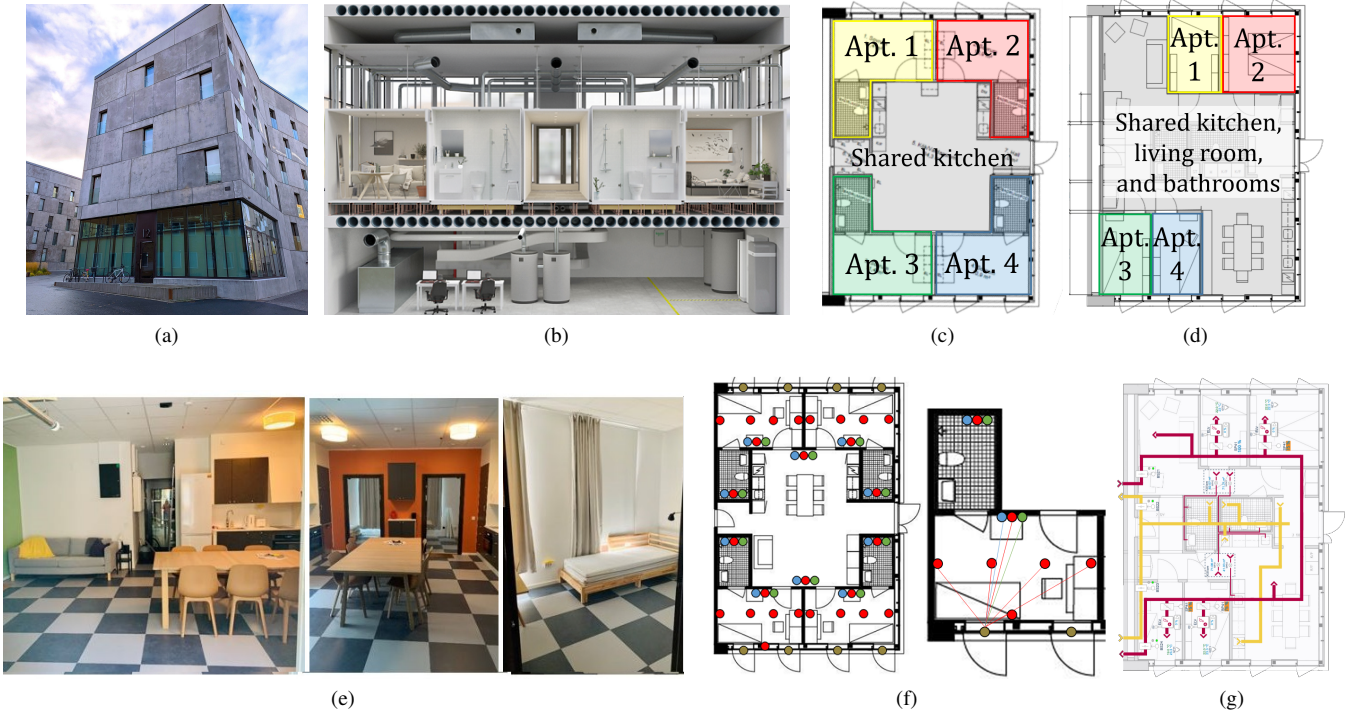 Apt. 1
Apt. 2
Shared kitchen
Apt. 3
Apt. 4
Apt.
1
Apt.
2
Shared kitchen,
living room,
and bathrooms
Apt.
3
Apt.
4
12
(a)
(b)
(c)
(d)
(e)
(f)
(g)